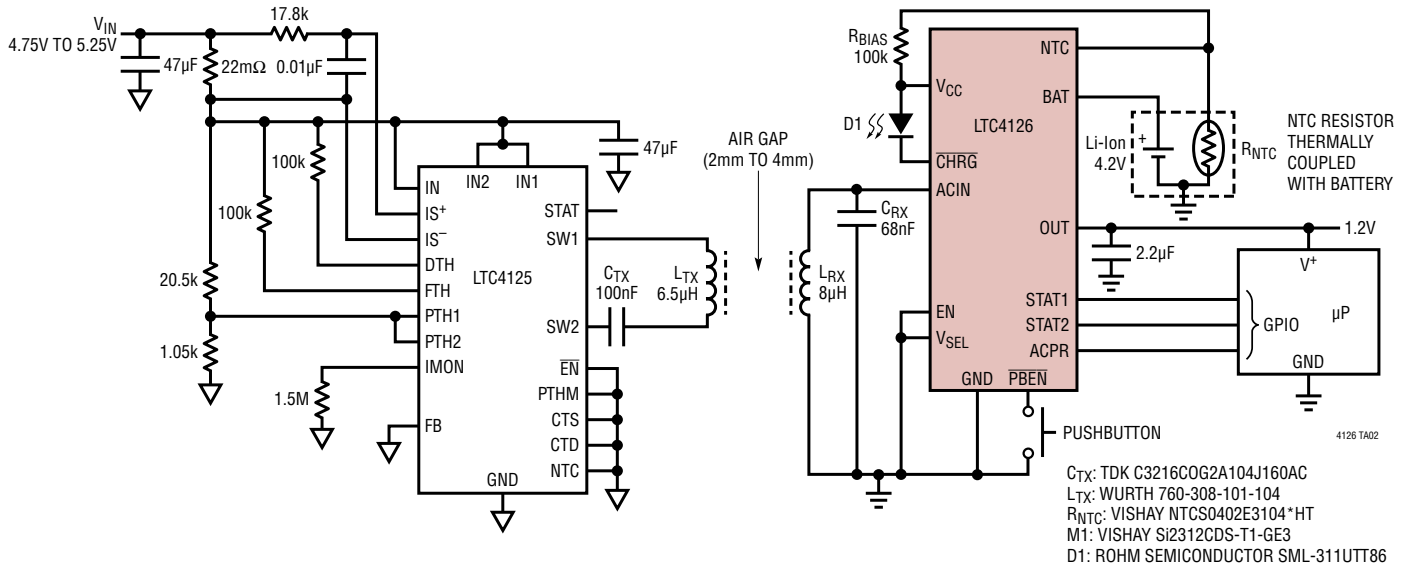 17.8k
VIN
4.75V TO 5.25V
47µF
22mΩ
0.01µF
100k
100k
20.5k
1.05k
1.5M
47µF
IN2
IN1
IN
IS+
IS−
DTH
FTH
PTH1
PTH2
IMON
FB
GND
LTC4125
STAT
SW1
SW2
EN
PTHM
CTS
CTD
NTC
CTX
100nF
LTX
6.5µH
AIR GAP
(2mm TO 4mm)
LRX
8µH
CRX
68nF
RBIAS
100k
D1
VCC
CHRG
ACIN
EN
VSEL
GND
PBEN
LTC4126
NTC
BAT
OUT
STAT1
STAT2
ACPR
Li-Ion
4.2V
+
RNTC
NTC RESISTOR
THERMALLY
COUPLED
WITH BATTERY
1.2V
2.2µF
V+
GPIO
µP
GND
PUSHBUTTON
4126 TA02
CTX: TDK C3216COG2A104J160AC
LTX: WURTH 760-308-101-104
RNTC: VISHAY NTCS0402E3104*HT
M1: VISHAY Si2312CDS-T1-GE3
D1: ROHM SEMICONDUCTOR SML-311UTT86